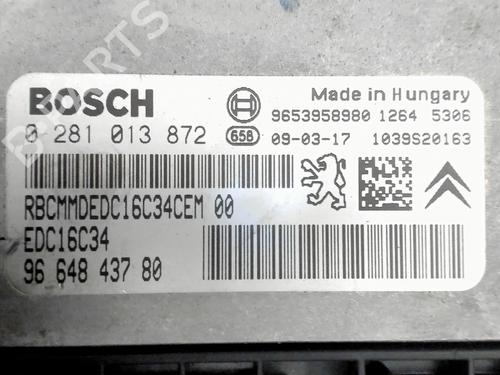 BOSCH
Made in Hungary
9653958980 1264 5306
0 281 013 872 658 09-03-17 1039S20163
RBCMMDEDC16C34CEM 00
EDC16C34
96 648 437 80